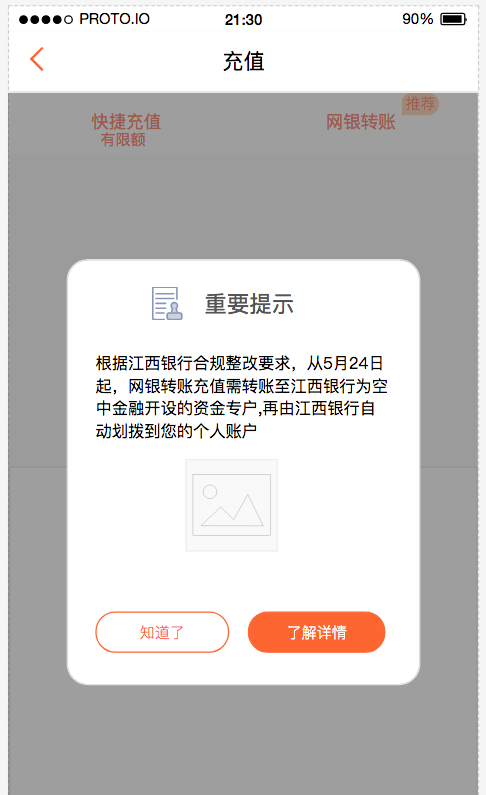 PROTO.IO 21:30 90%
充值
推荐
快捷充值 网银转账
有限额
重要提示
根据江西银行合规整改要求，从5月24日
起，网银转账充值需转账至江西银行为空
中金融开设的资金专户,再由江西银行自
动划拨到您的个人账户
知道了 了解详情